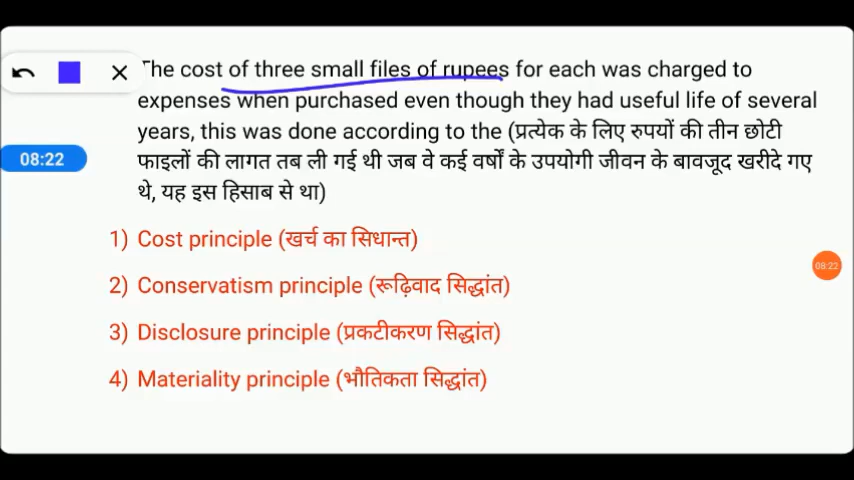 The cost of three small files of rupees for each was charged to
expenses when purchased even though they had useful life of several
years, this was done according to the (प्रत्येक के लिए रुपयों की तीन छोटी
08:22
फाइलों की लागत तब ली गई थी जब वे कई वर्षों के उपयोगी जीवन के बावजूद खरीदे गए
थे, यह इस हिसाब से था)
1) Cost principle (खर्च का सिधान्त)
08:22
2) Conservatism principle (रूढ़िवाद सिद्धांत)
3) Disclosure principle (प्रकटीकरण सिद्धांत)
4) Materiality principle (भौतिकता सिद्धांत)